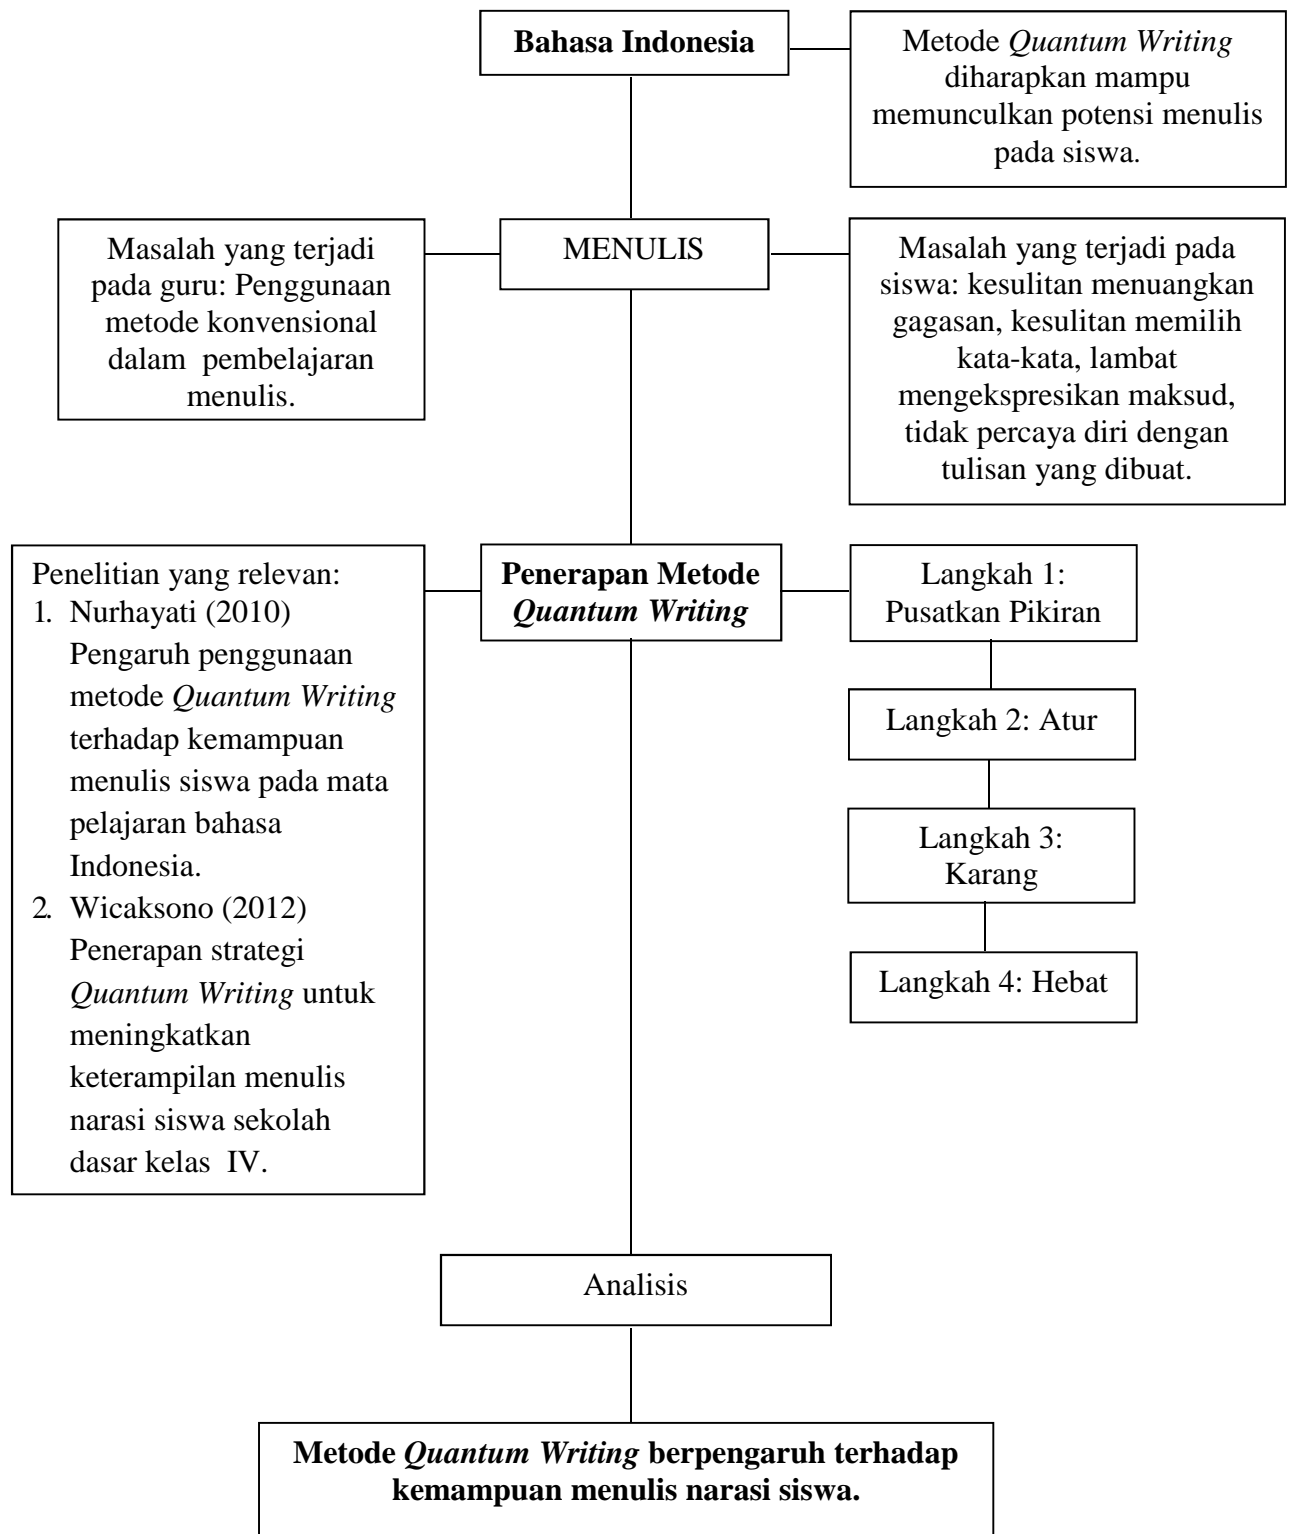 Bahasa Indonesia
Metode Quantum Writing
diharapkan mampu
memunculkan potensi menulis
pada siswa.
Masalah yang terjadi
pada guru: Penggunaan
metode konvensional
dalam pembelajaran
menulis.
MENULIS
Masalah yang terjadi pada
siswa: kesulitan menuangkan
gagasan, kesulitan memilih
kata-kata, lambat
mengekspresikan maksud,
tidak percaya diri dengan
tulisan yang dibuat.
Penelitian yang relevan:
1. Nurhayati (2010)
Pengaruh penggunaan
metode Quantum Writing
terhadap kemampuan
menulis siswa pada mata
pelajaran bahasa
Indonesia.
2. Wicaksono (2012)
Penerapan strategi
Quantum Writing untuk
meningkatkan
keterampilan menulis
narasi siswa sekolah
dasar kelas IV.
Penerapan Metode
Quantum Writing
Langkah 1:
Pusatkan Pikiran
Langkah 2: Atur
Langkah 3:
Karang
Langkah 4: Hebat
Analisis
Metode Quantum Writing berpengaruh terhadap
kemampuan menulis narasi siswa.